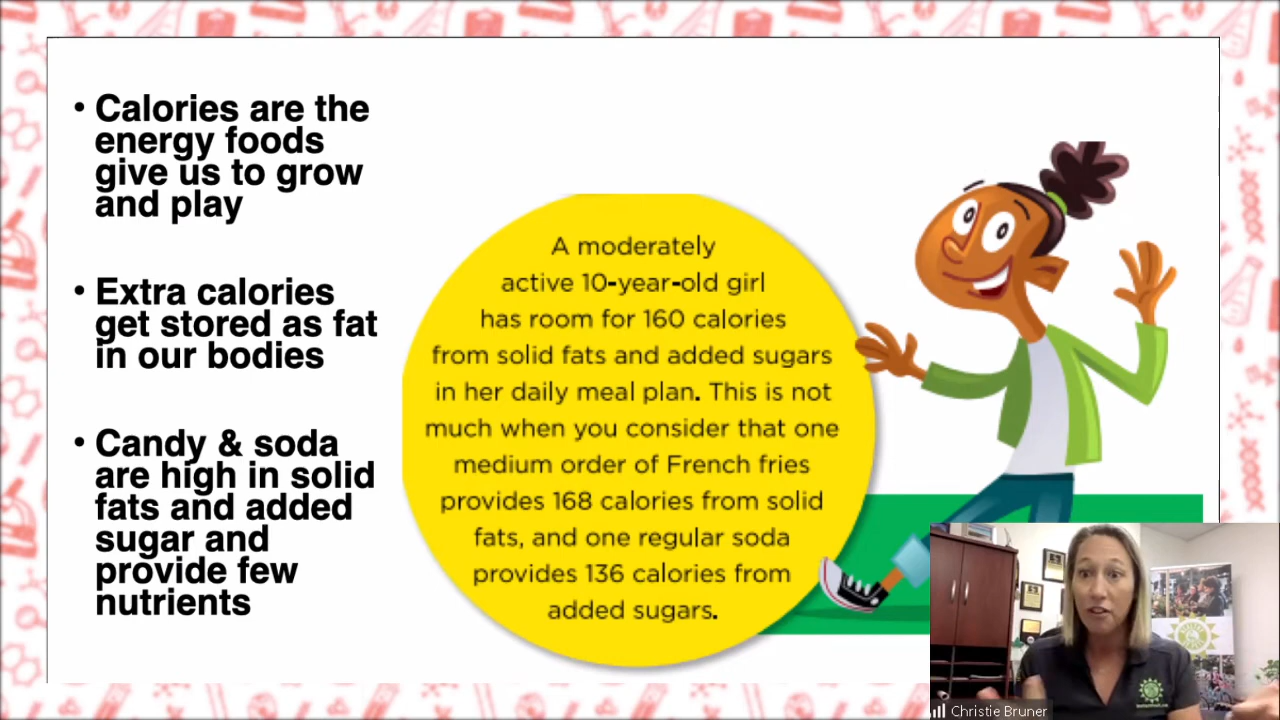 • Calories are the
energy foods
give us to grow
and play
• Extra calories
get stored as fat
in our bodies
• Candy & soda
are high in solid
fats and added
sugar and
provide few
nutrients
A moderately
active 10-year-old girl
has room for 160 calories
from solid fats and added sugars
in her daily meal plan. This is not
much when you consider that one
medium order of French fries
provides 168 calories from solid
fats, and one regular soda
provides 136 calories from
added sugars.
Christie Bruner